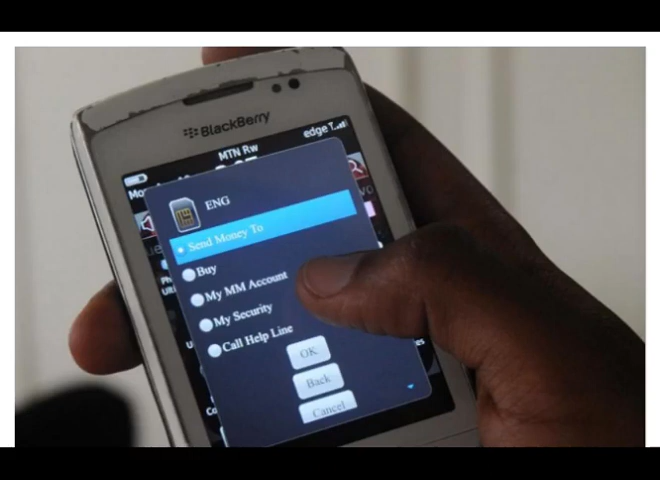 BlackBerry
MTN Rw
edge
ENG
Send Money To
Buy
My MM Account
My Security
Call Help Line
OK
Back
Cancel